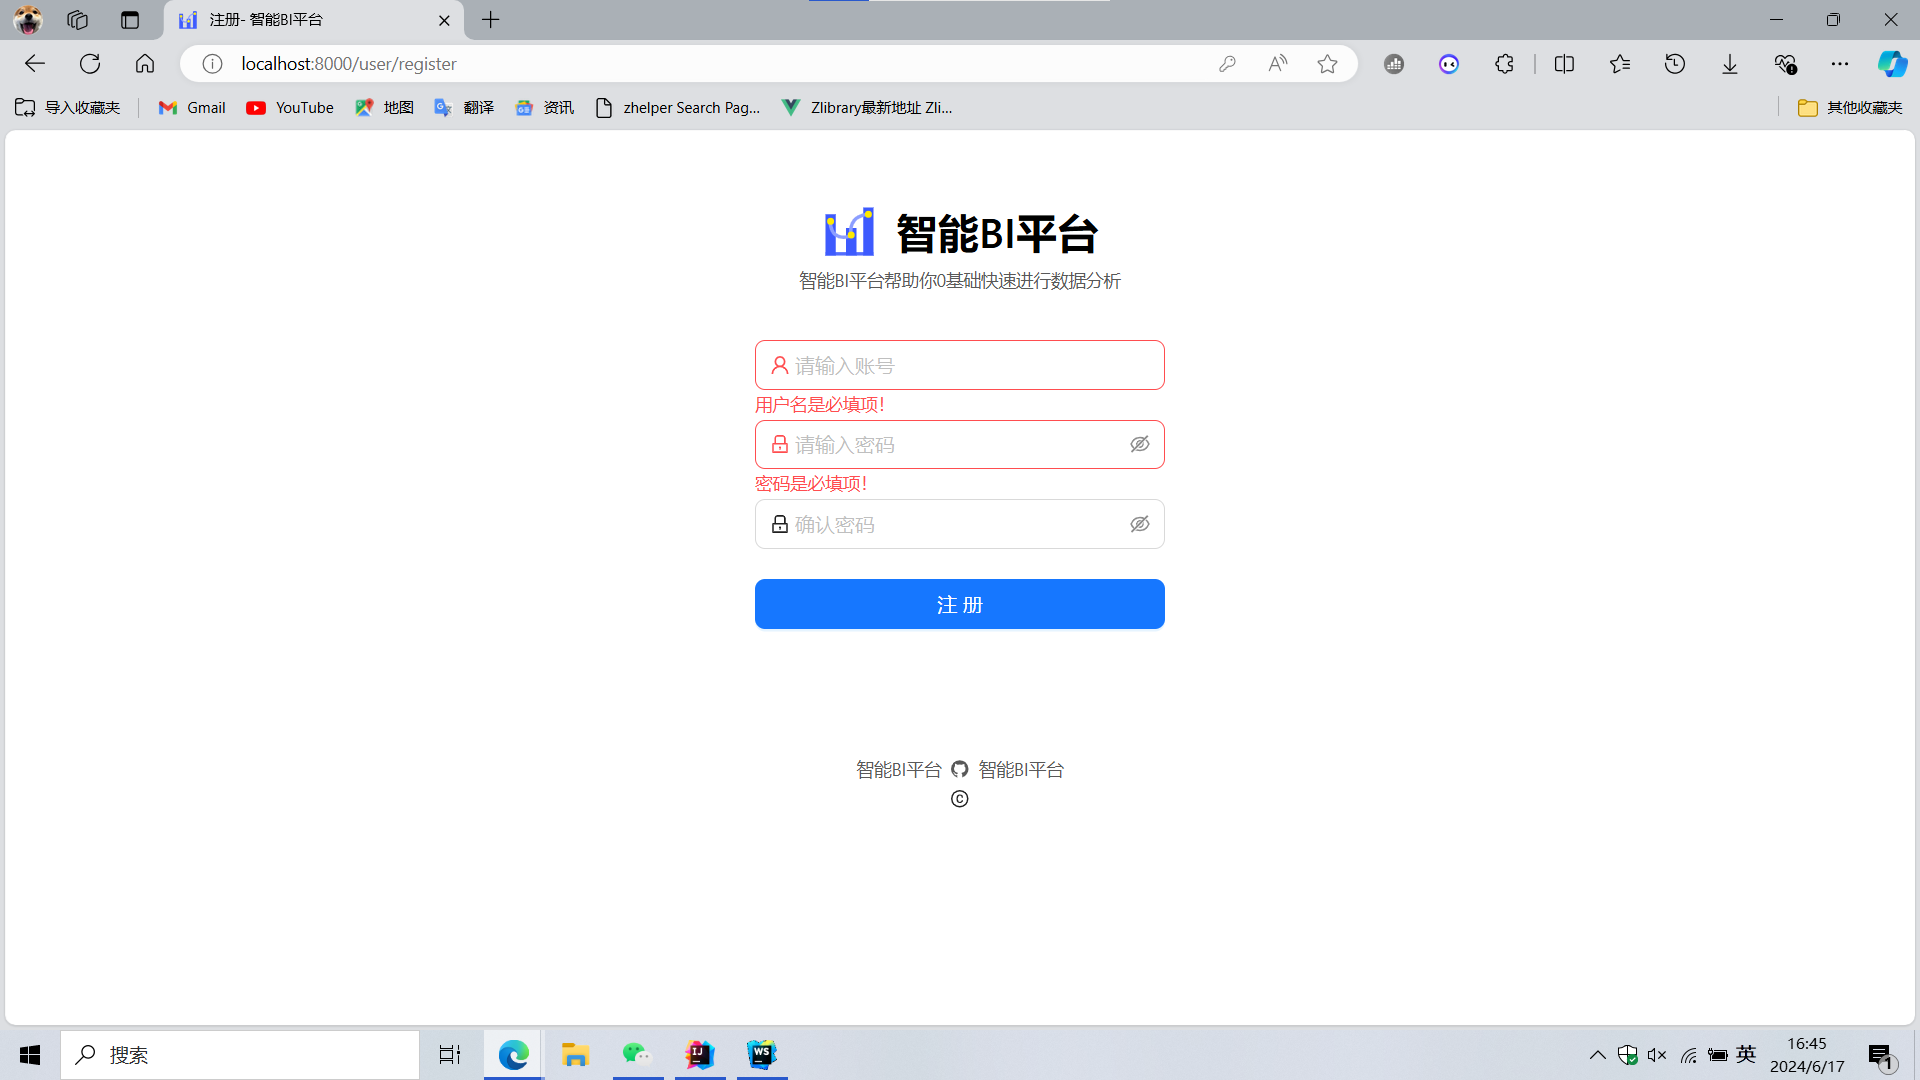 注册- 智能BI平台
localhost:8000/user/register
导入收藏夹 Gmail YouTube 地图 翻译 资讯 zhelper Search Pag... Zlibrary最新地址 Zli... 其他收藏夹
智能BI平台
智能BI平台帮助你0基础快速进行数据分析
请输入账号
用户名是必填项!
请输入密码
密码是必填项!
确认密码
注 册
智能BI平台 智能BI平台
©
搜索
IJ
WS
英
16:45
2024/6/17
1